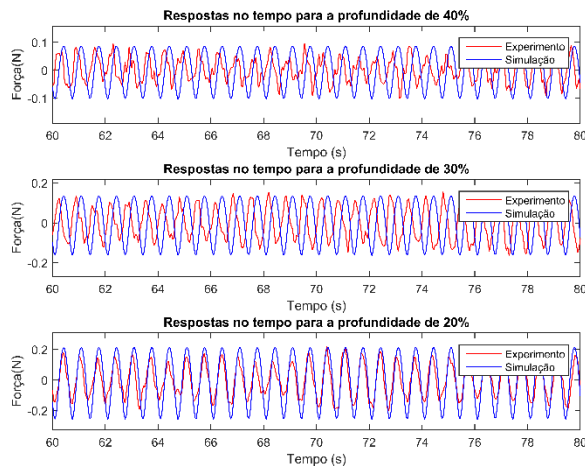 Respostas no tempo para a profundidade de 40%
Força(N)
0.1
0
-0.1
Experimento
Simulação
60 62 64 66 68 70 72 74 76 78 80
Tempo (s)
Respostas no tempo para a profundidade de 30%
Força(N)
0.2
0
-0.2
Experimento
Simulação
60 62 64 66 68 70 72 74 76 78 80
Tempo (s)
Respostas no tempo para a profundidade de 20%
Força(N)
0.2
0
-0.2
Experimento
Simulação
60 62 64 66 68 70 72 74 76 78 80
Tempo (s)